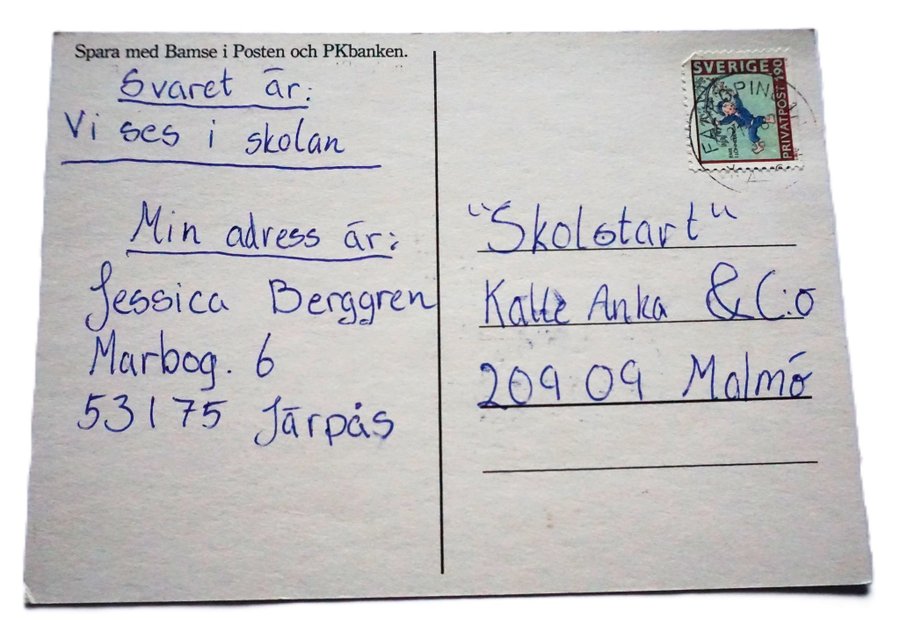 Spara med Bamse i Posten och PKbanken.
Svaret är:
Vi ses i skolan
Min adress är:
Jessica Berggren
Marbog. 6
53175 Järpås
SVERIGE
PRIVATPOST 190
"Skolstart"
Kalle Anka & C:o
209 09 Malmö